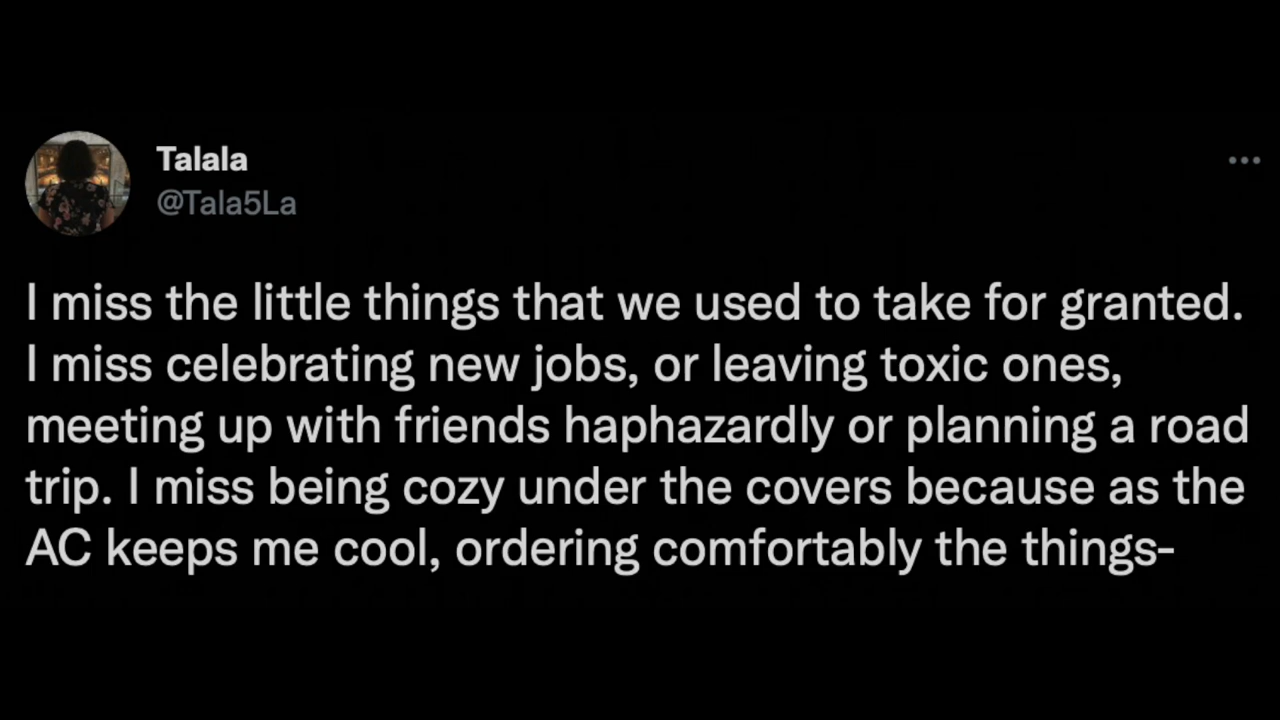 Talala
@Tala5La
I miss the little things that we used to take for granted.
I miss celebrating new jobs, or leaving toxic ones,
meeting up with friends haphazardly or planning a road
trip. I miss being cozy under the covers because as the
AC keeps me cool, ordering comfortably the things-